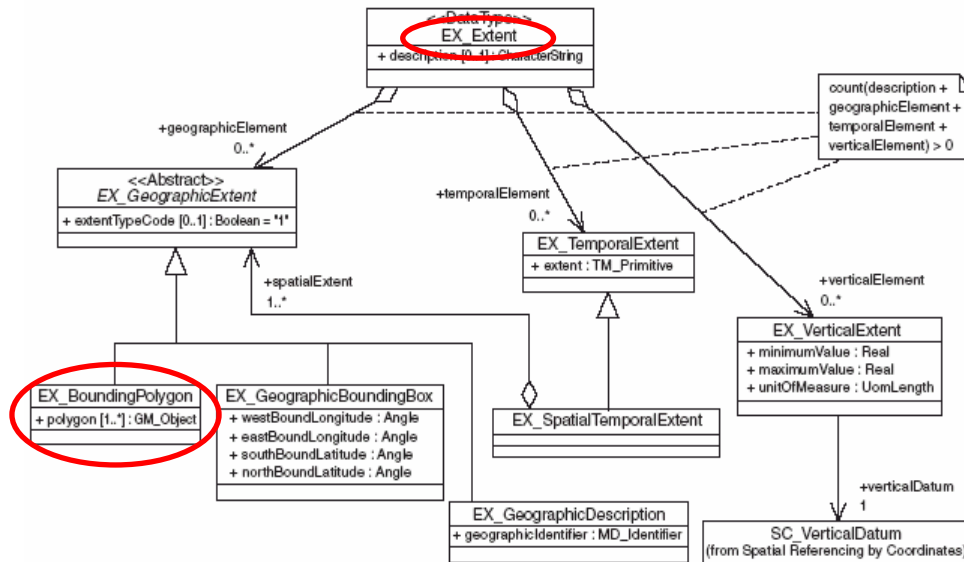 <<DataType>>
EX_Extent
+ description [0..1] : CharacterString
count(description +
geographicElement +
temporalElement +
verticalElement) > 0
+geographicElement
0..*
<<Abstract>>
EX_GeographicExtent
+ extentTypeCode [0..1] : Boolean = "1"
+temporalElement
0..*
EX_TemporalExtent
+ extent : TM_Primitive
+spatialExtent
1..*
+verticalElement
0..*
EX_VerticalExtent
+ minimumValue : Real
+ maximumValue : Real
+ unitOfMeasure : UomLength
EX_BoundingPolygon
+ polygon [1..*] : GM_Object
EX_GeographicBoundingBox
+ westBoundLongitude : Angle
+ eastBoundLongitude : Angle
+ southBoundLatitude : Angle
+ northBoundLatitude : Angle
EX_SpatialTemporalExtent
+verticalDatum
1
EX_GeographicDescription
+ geographicIdentifier : MD_Identifier
SC_VerticalDatum
(from Spatial Referencing by Coordinates)